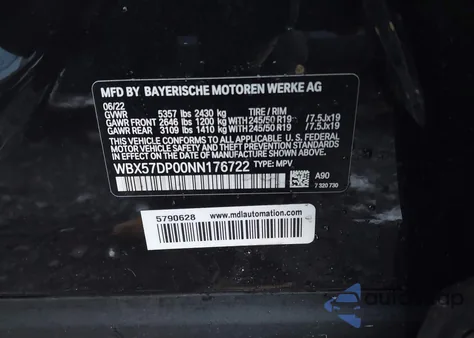 MFD BY BAYERISCHE MOTOREN WERKE AG
06/22
GVWR 5357 lbs 2430 kg TIRE / RIM
GAWR FRONT 2646 lbs 1200 kg WITH 245/50 R19 /7.5Jx19
GAWR REAR 3109 lbs 1410 kg WITH 245/50 R19 /7.5Jx19
THIS VEHICLE CONFORMS TO ALL APPLICABLE U.S. FEDERAL
MOTOR VEHICLE SAFETY AND THEFT PREVENTION STANDARDS
IN EFFECT ON THE DATE OF MANUFACTURE SHOWN ABOVE.
WBX57DP00NN176722 TYPE: MPV
A90
7 320 730
5790628 www.mdlautomation.com